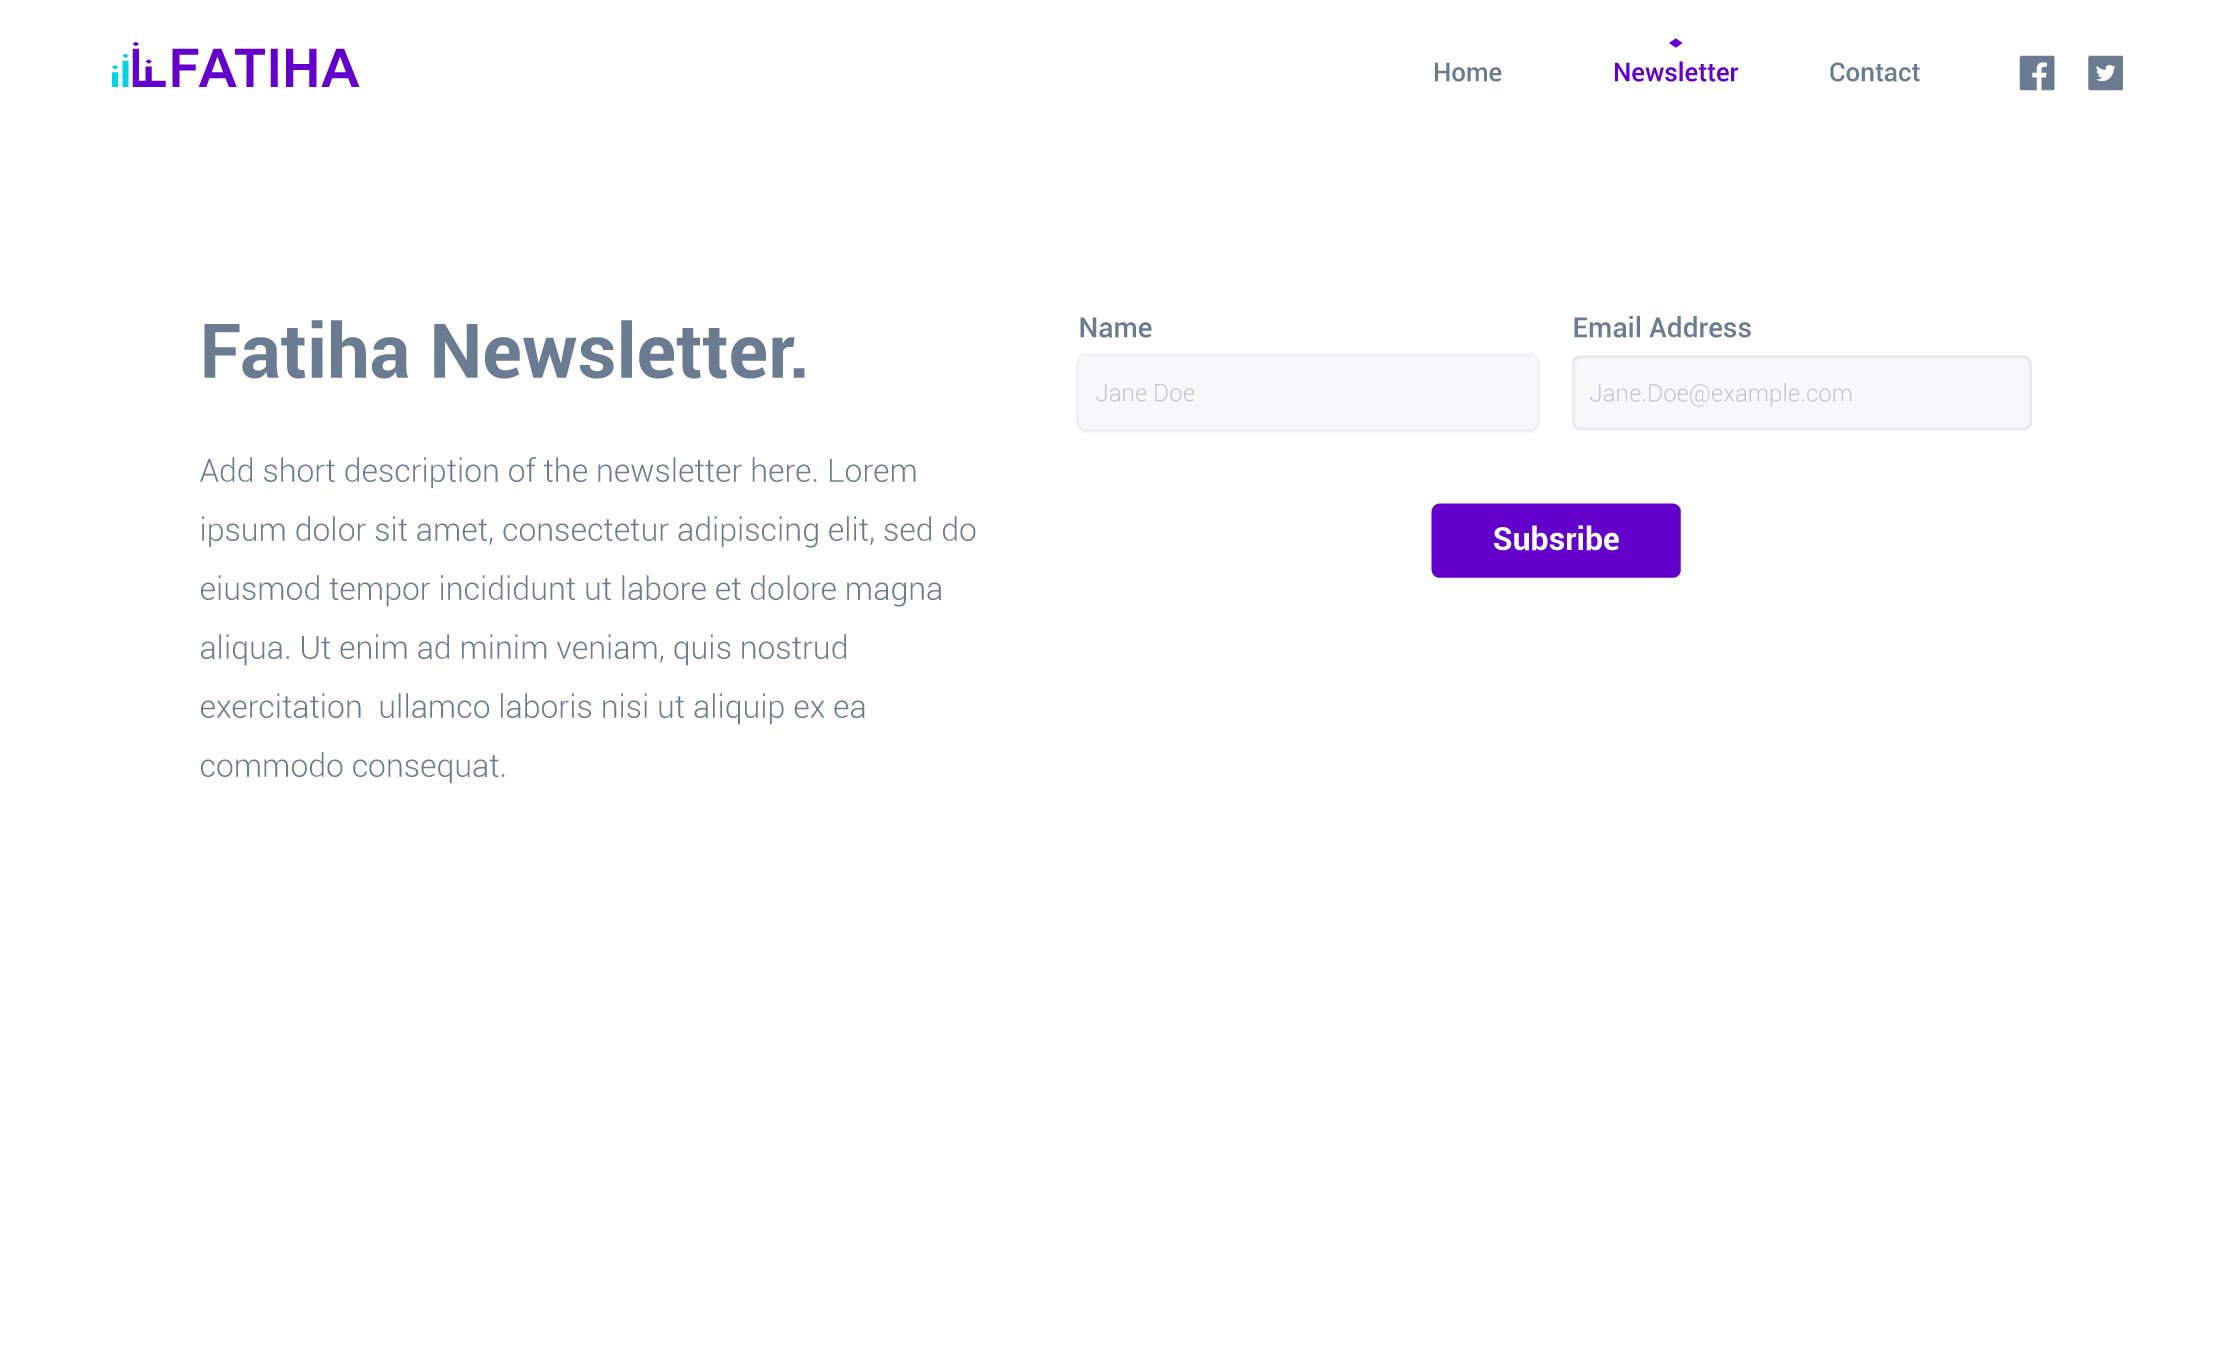 FATIHA
Home
Newsletter
Contact
Fatiha Newsletter.
Add short description of the newsletter here. Lorem
ipsum dolor sit amet, consectetur adipiscing elit, sed do
eiusmod tempor incididunt ut labore et dolore magna
aliqua. Ut enim ad minim veniam, quis nostrud
exercitation  ullamco laboris nisi ut aliquip ex ea
commodo consequat.
Name
Jane Doe
Email Address
Jane.Doe@example.com
Subsribe